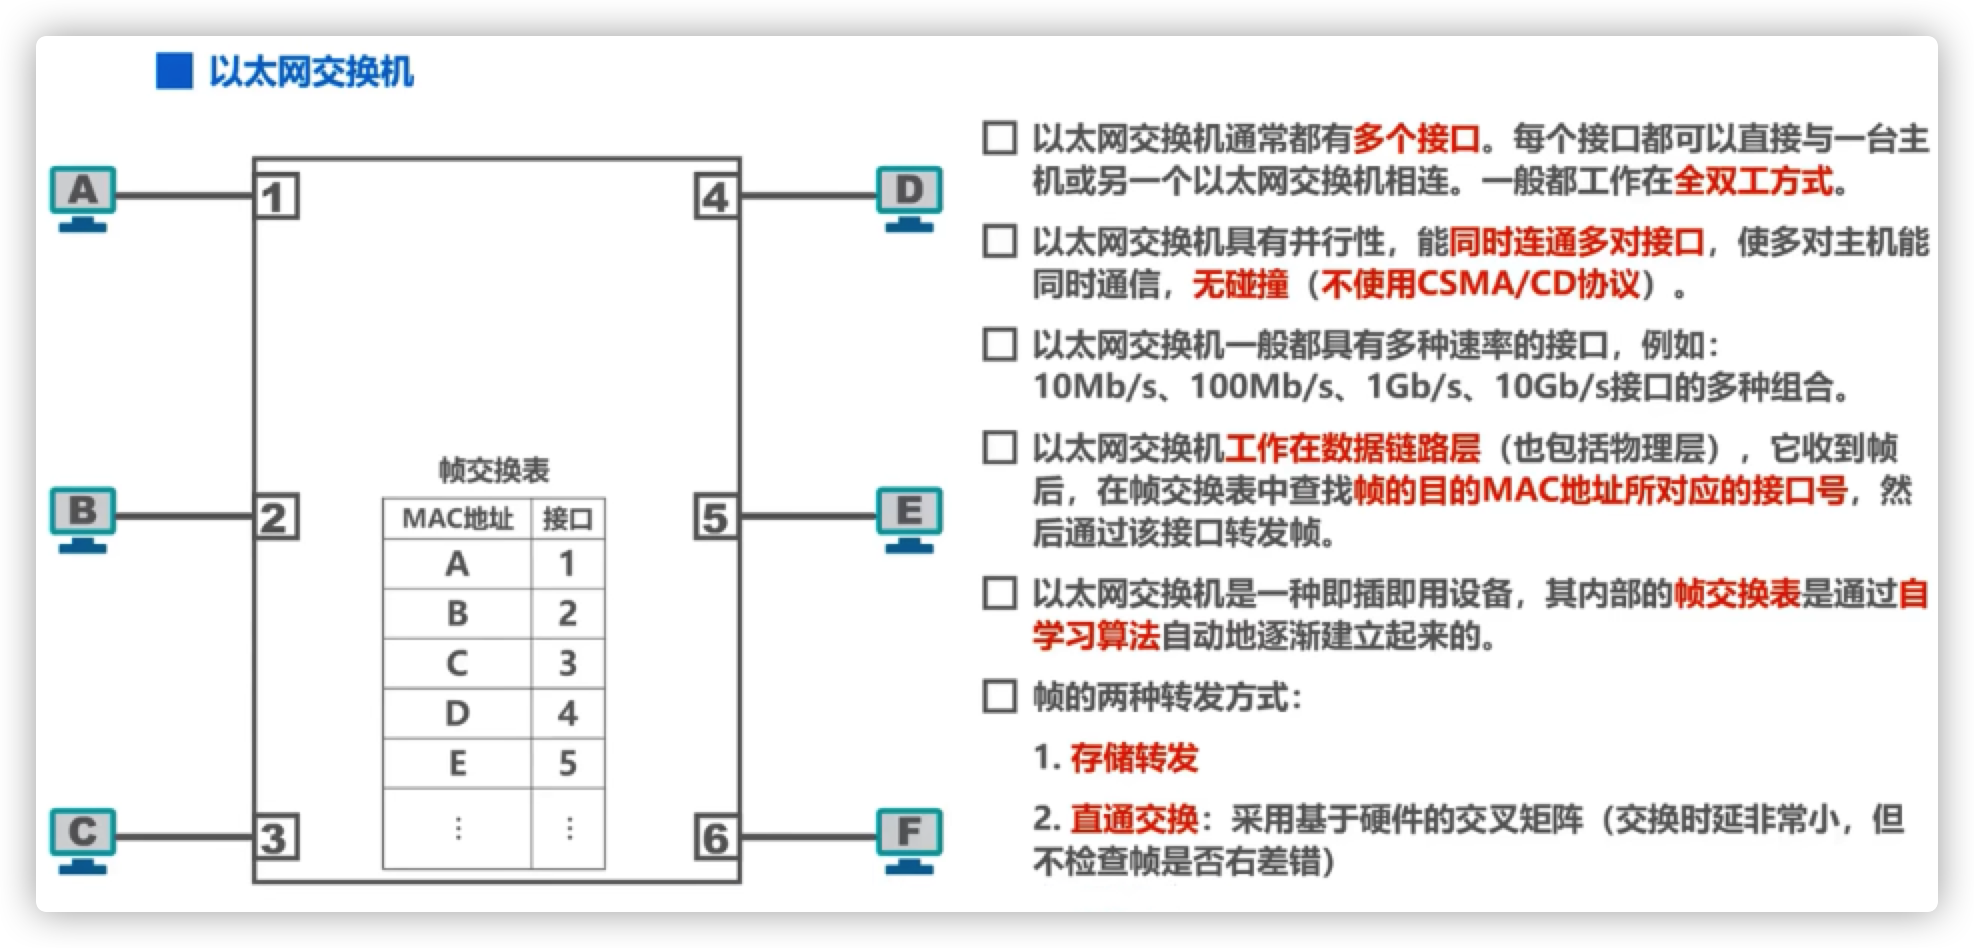 以太网交换机
A
1
4
D
B
2
5
E
C
3
6
F
帧交换表
MAC地址 接口
A 1
B 2
C 3
D 4
E 5
⋮ ⋮
以太网交换机通常都有多个接口。每个接口都可以直接与一台主
机或另一个以太网交换机相连。一般都工作在全双工方式。
以太网交换机具有并行性，能同时连通多对接口，使多对主机能
同时通信，无碰撞（不使用CSMA/CD协议）。
以太网交换机一般都具有多种速率的接口，例如：
10Mb/s、100Mb/s、1Gb/s、10Gb/s接口的多种组合。
以太网交换机工作在数据链路层（也包括物理层），它收到帧
后，在帧交换表中查找帧的目的MAC地址所对应的接口号，然
后通过该接口转发帧。
以太网交换机是一种即插即用设备，其内部的帧交换表是通过自
学习算法自动地逐渐建立起来的。
帧的两种转发方式：
1. 存储转发
2. 直通交换：采用基于硬件的交叉矩阵（交换时延非常小，但
不检查帧是否右差错）